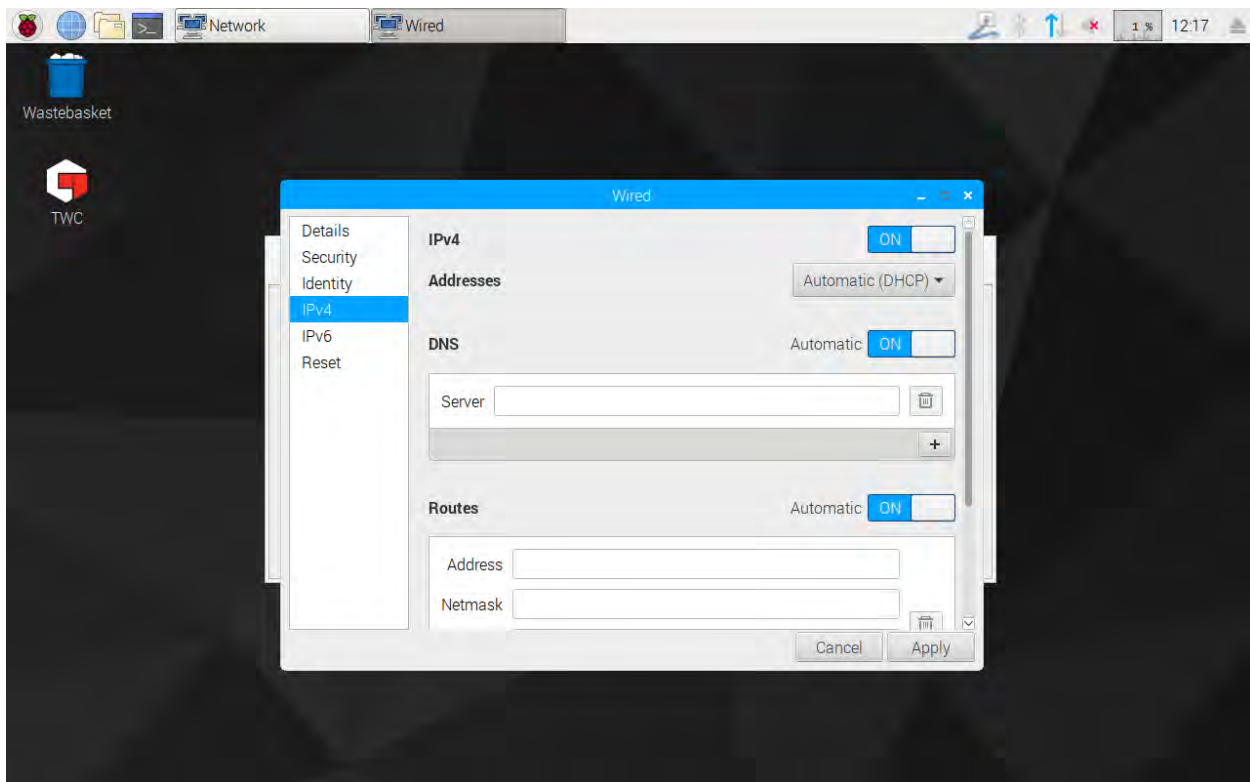 Network
Wired
1 %
12:17
Wastebasket
TWC
Wired
Details
Security
Identity
IPv4
IPv6
Reset
IPv4
ON
Addresses
Automatic (DHCP)
DNS
Automatic ON
Server
+
Routes
Automatic ON
Address
Netmask
Cancel
Apply